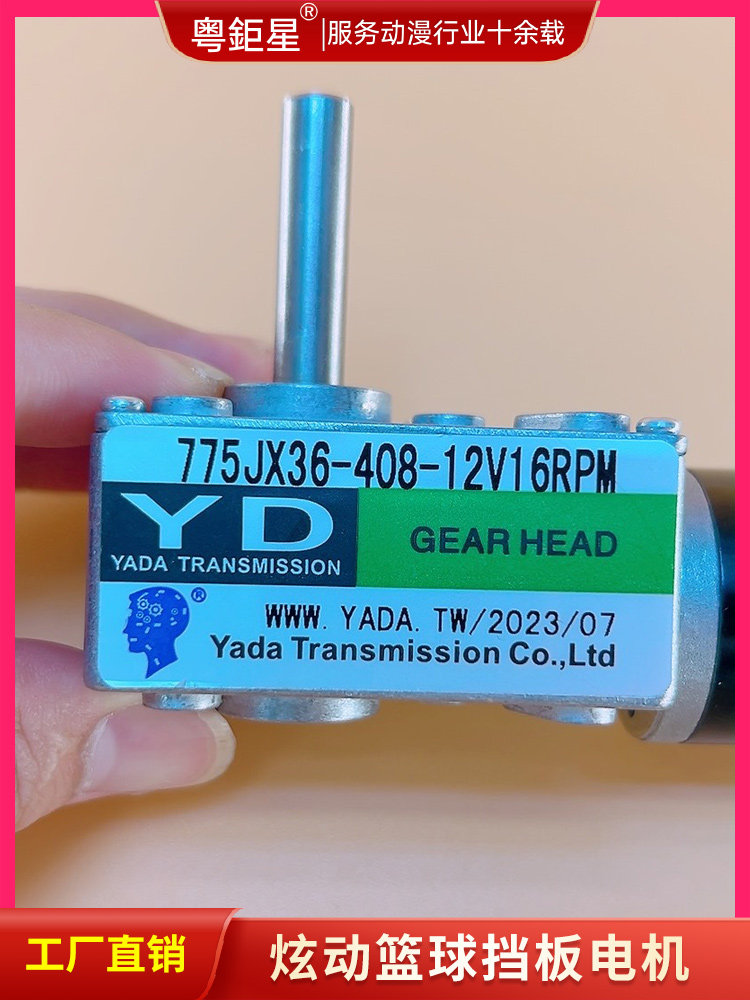 粤鉅星® 服务动漫行业十余载
775JX36-408-12V16RPM
YD
YADA TRANSMISSION
GEAR HEAD
®
WWW. YADA. TW/2023/07
Yada Transmission Co.,Ltd
工厂直销
炫动篮球挡板电机